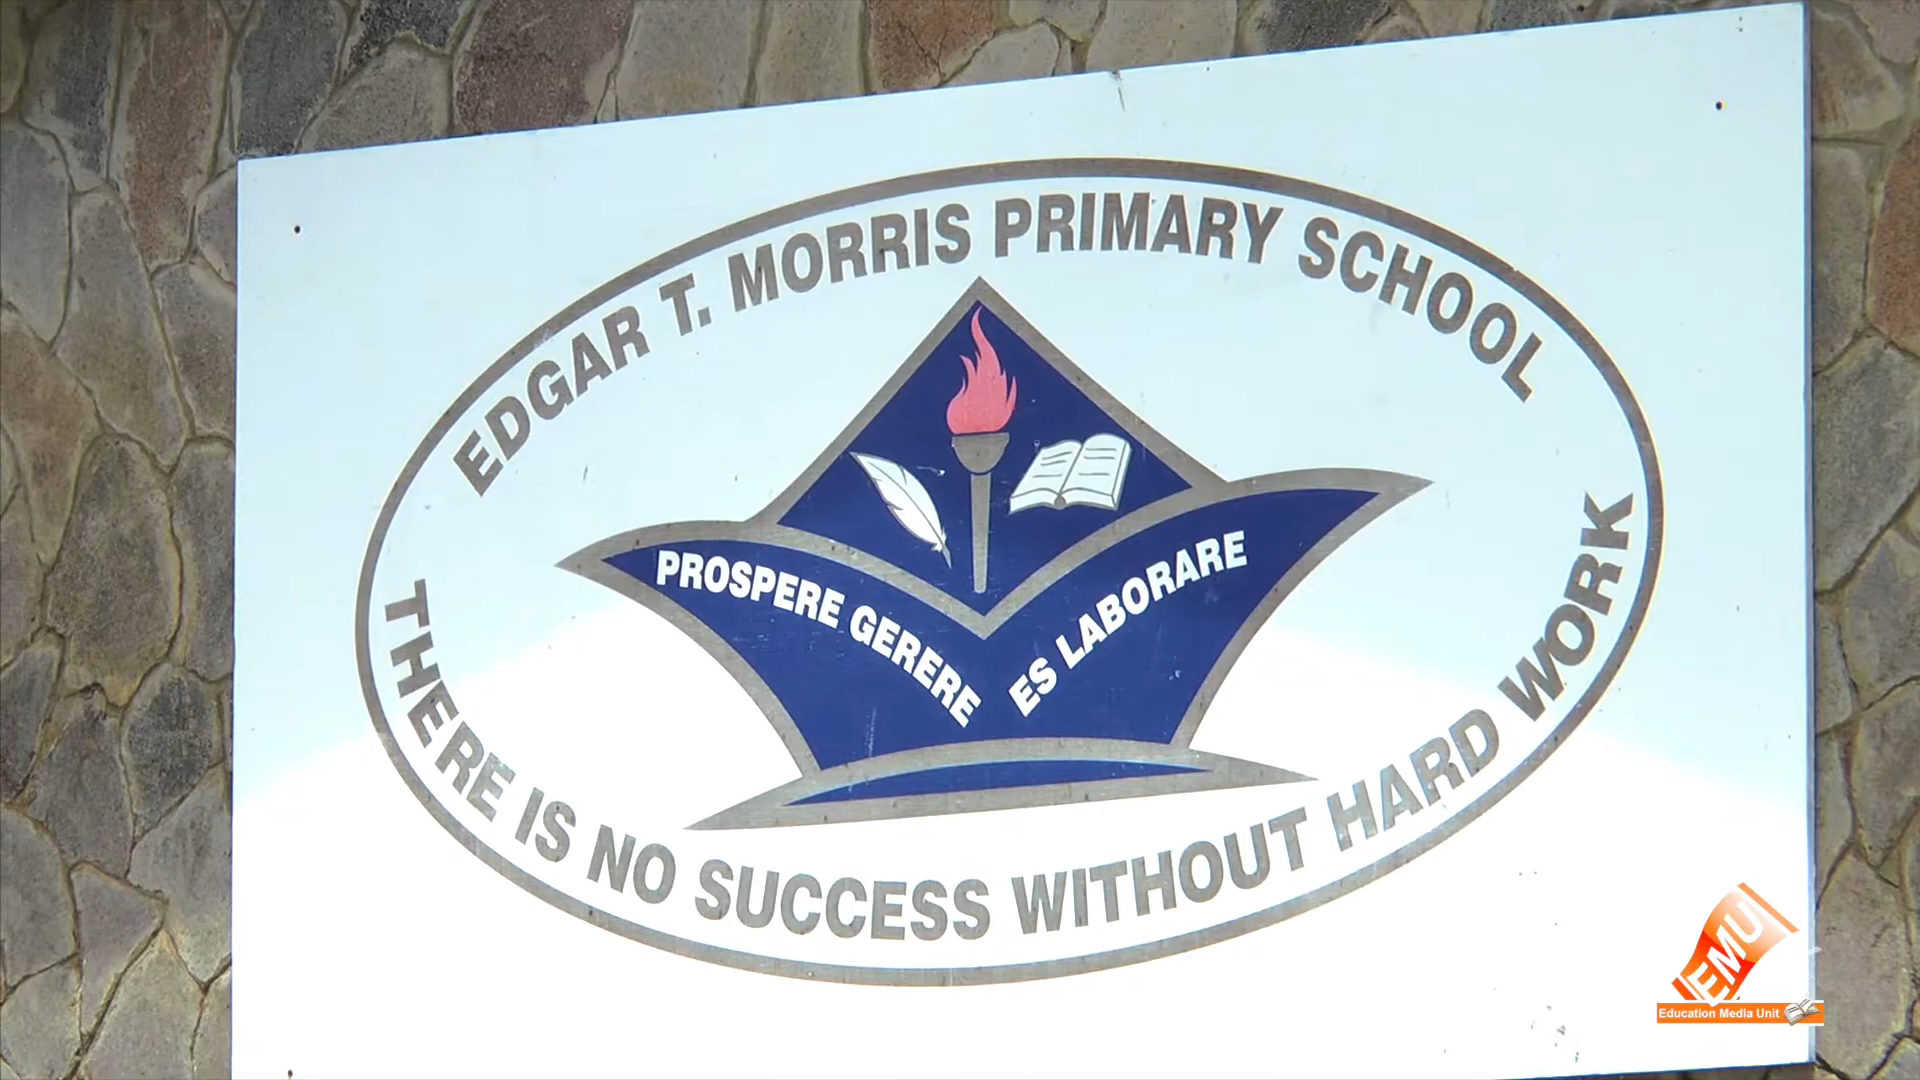 EDGAR T. MORRIS PRIMARY SCHOOL
PROSPERE GERERE
ES LABORARE
THERE IS NO SUCCESS WITHOUT HARD WORK
EMU
Education Media Unit